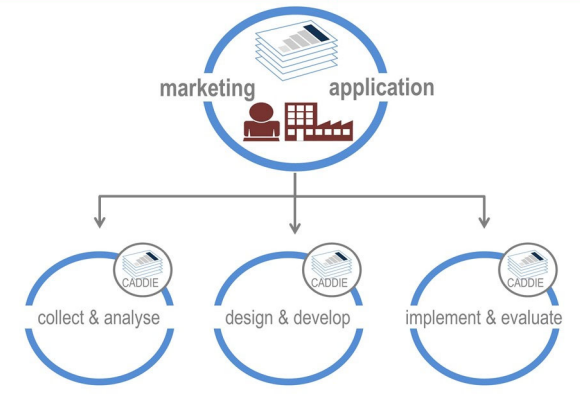 marketing application
CADDIE
collect & analyse
CADDIE
design & develop
CADDIE
implement & evaluate